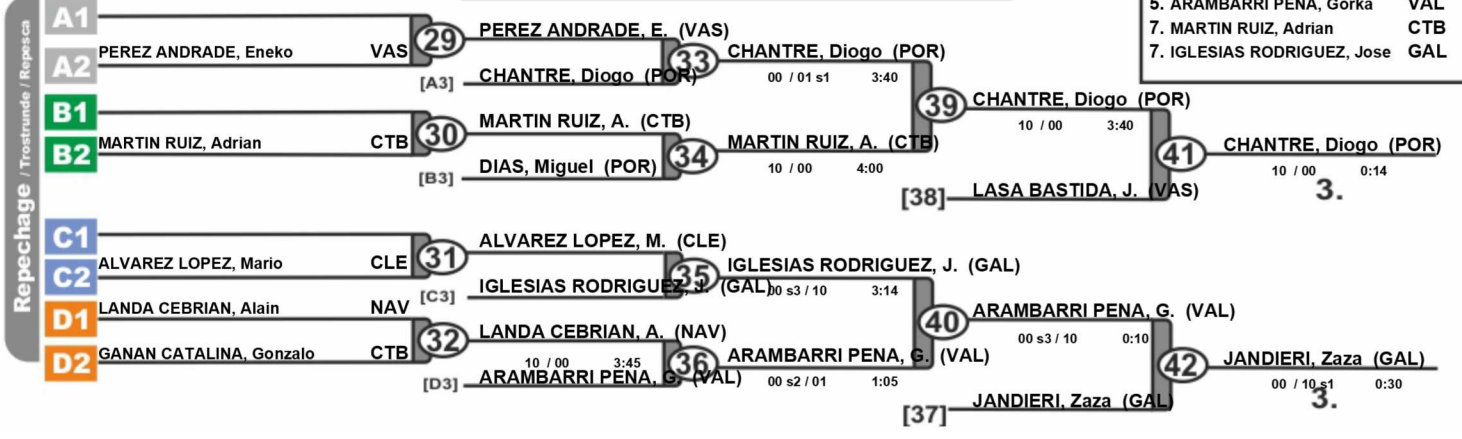 5. ARAMBARRI PENA, Gorka VAL
7. MARTIN RUIZ, Adrian CTB
7. IGLESIAS RODRIGUEZ, Jose GAL
Repechage / Trostrunde / Repesca
A1
A2
PEREZ ANDRADE, Eneko VAS
29
PEREZ ANDRADE, E. (VAS)
[A3]
CHANTRE, Diogo (POR)
33
CHANTRE, Diogo (POR)
00 / 01 s1 3:40
B1
B2
MARTIN RUIZ, Adrian CTB
30
MARTIN RUIZ, A. (CTB)
[B3]
DIAS, Miguel (POR)
34
MARTIN RUIZ, A. (CTB)
10 / 00 4:00
39
CHANTRE, Diogo (POR)
10 / 00 3:40
[38]
LASA BASTIDA, J. (VAS)
41
CHANTRE, Diogo (POR)
10 / 00 0:14
3.
C1
C2
ALVAREZ LOPEZ, Mario CLE
31
ALVAREZ LOPEZ, M. (CLE)
[C3]
IGLESIAS RODRIGUEZ, J. (GAL)
35
IGLESIAS RODRIGUEZ, J. (GAL)
00 s3 / 10 3:14
D1
LANDA CEBRIAN, Alain NAV
D2
GANAN CATALINA, Gonzalo CTB
32
LANDA CEBRIAN, A. (NAV)
10 / 00 3:45
[D3]
ARAMBARRI PENA, G. (VAL)
36
ARAMBARRI PENA, G. (VAL)
00 s2 / 01 1:05
40
ARAMBARRI PENA, G. (VAL)
00 s3 / 10 0:10
[37]
JANDIERI, Zaza (GAL)
42
JANDIERI, Zaza (GAL)
00 / 10 s1 0:30
3.